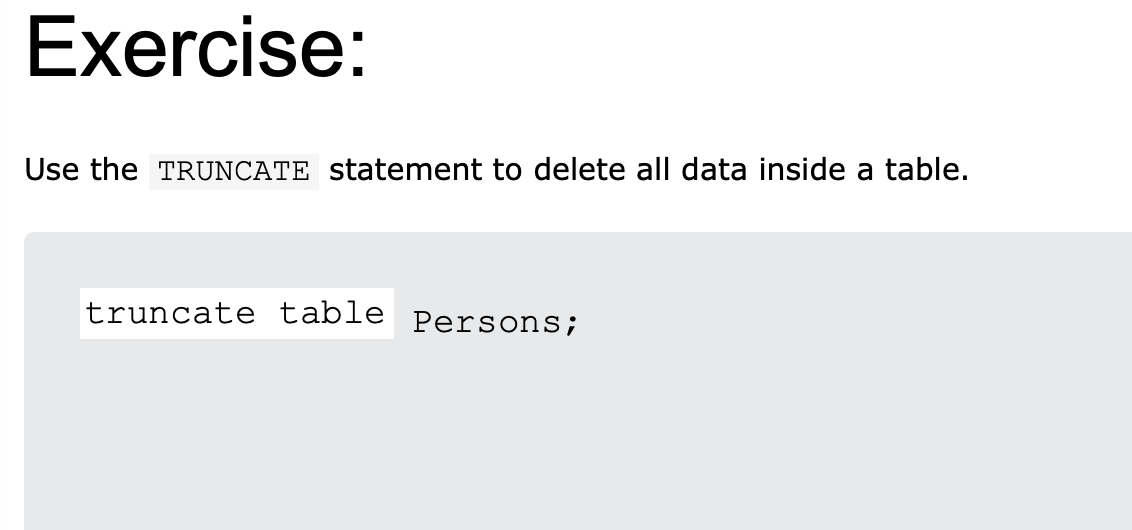 Exercise:
Use the TRUNCATE statement to delete all data inside a table.
truncate table Persons;